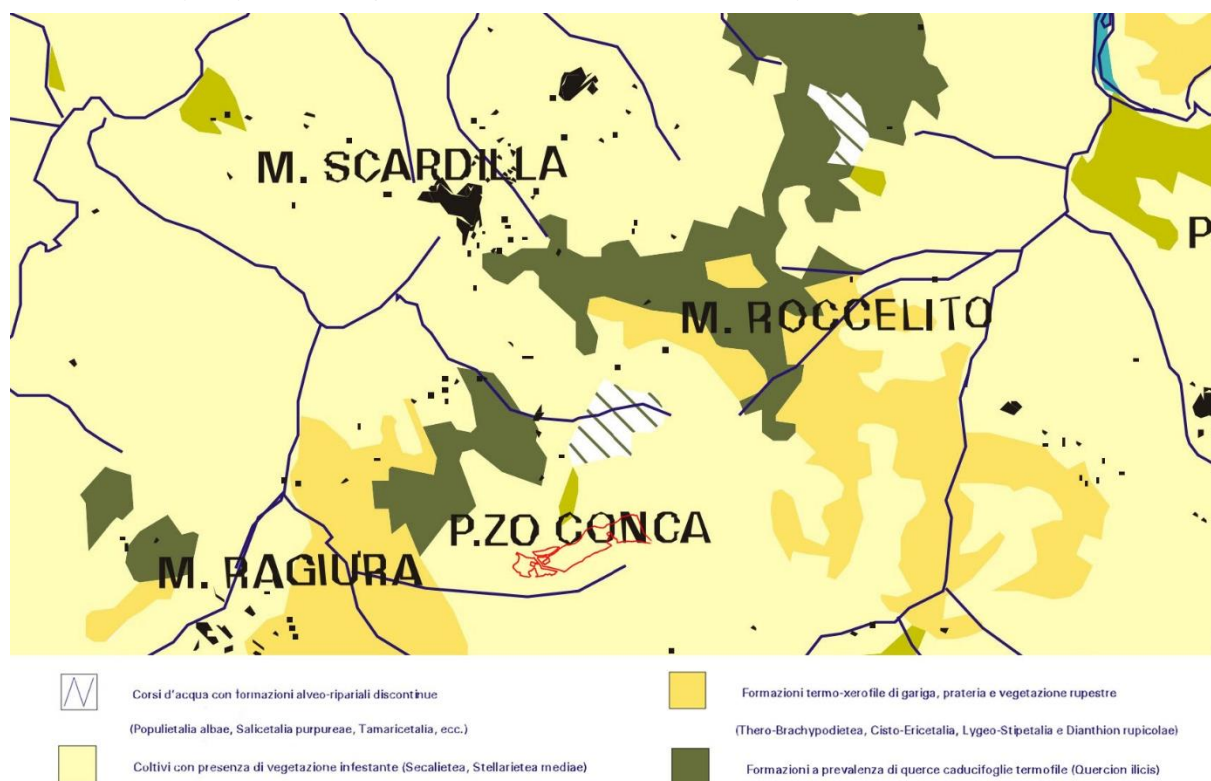 M. SCARDILLA
P
M. ROCCELITO
P.ZO CONCA
M. RAGIURA
Corsi d'acqua con formazioni alveo-ripariali discontinue
(Populietalia albae, Salicetalia purpureae, Tamaricetalia, ecc.)
Coltivi con presenza di vegetazione infestante (Secalietea, Stellarietea mediae)
Formazioni termo-xerofile di gariga, prateria e vegetazione rupestre
(Thero-Brachypodietea, Cisto-Ericetalia, Lygeo-Stipetalia e Dianthion rupicolae)
Formazioni a prevalenza di querce caducifoglie termofile (Quercion ilicis)